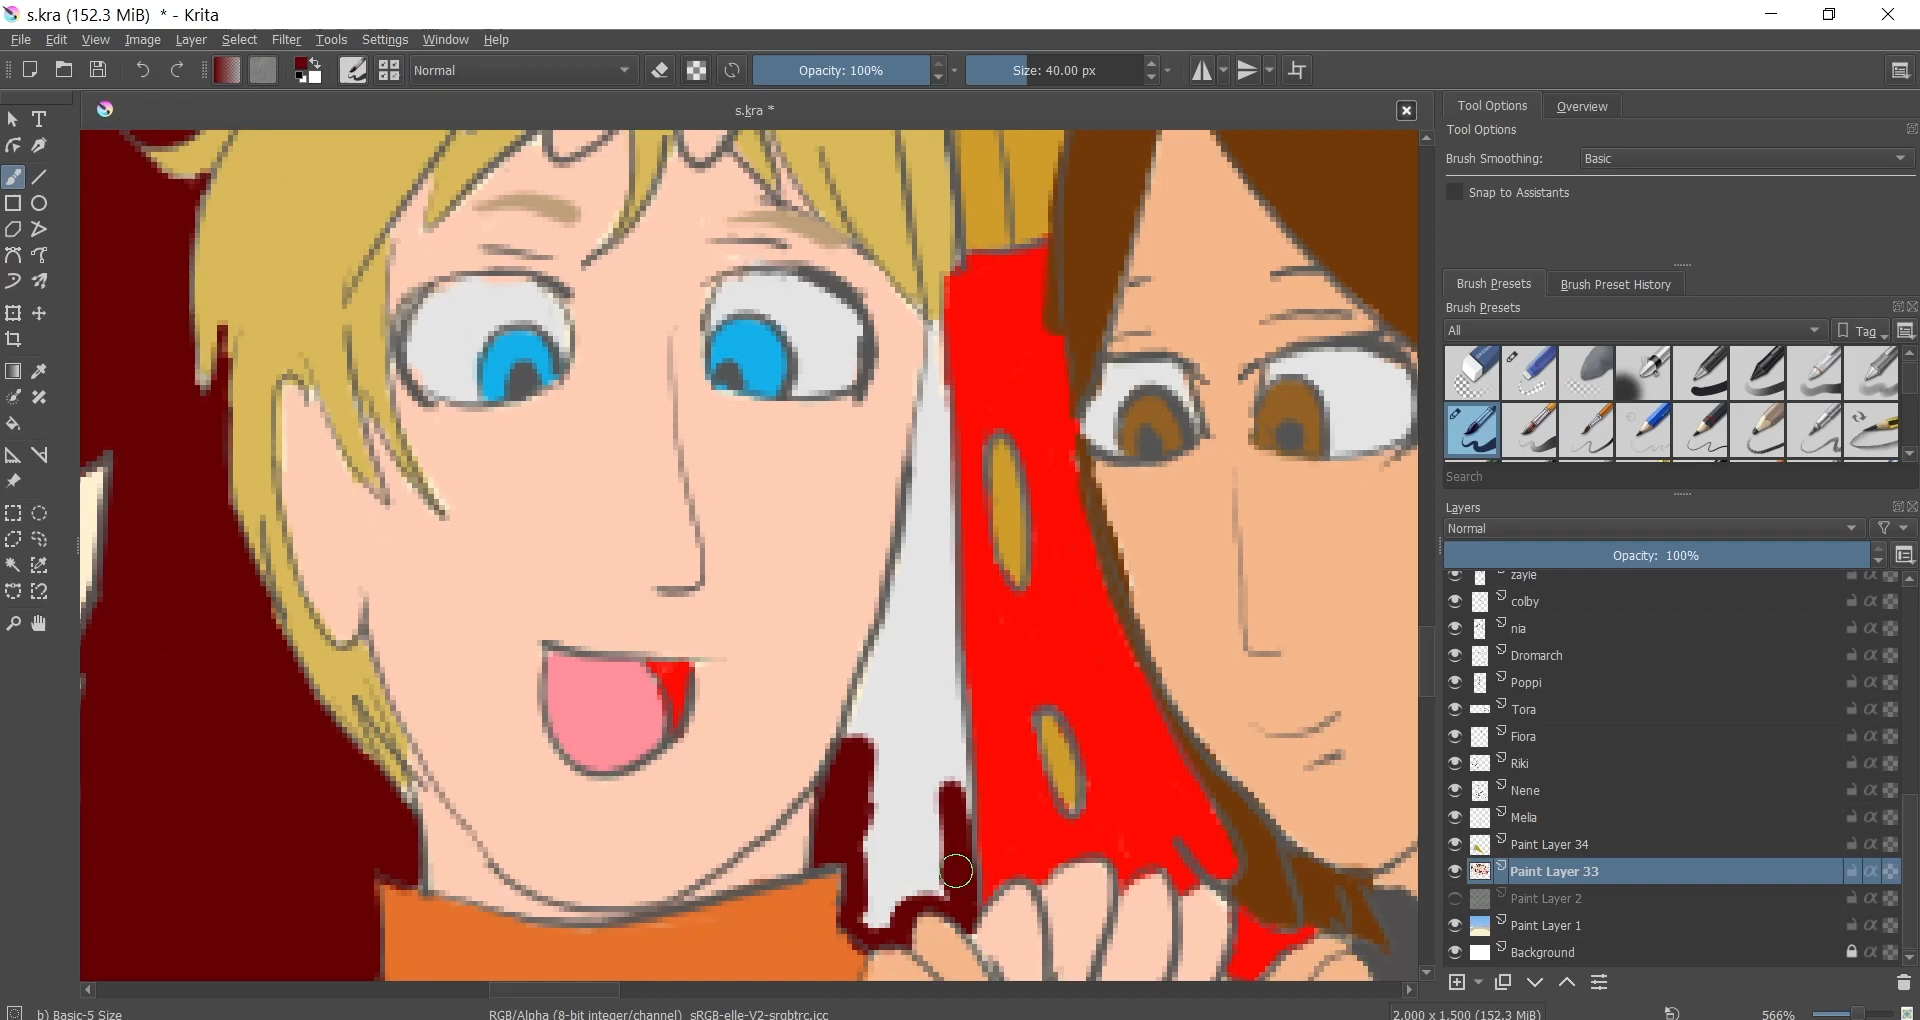 s.kra (152.3 MiB) * - Krita
File Edit View Image Layer Select Filter Tools Settings Window Help
Normal Opacity: 100% Size: 40.00 px
s.kra *
Tool Options Overview
Tool Options
Brush Smoothing: Basic
Snap to Assistants
Brush Presets Brush Preset History
Brush Presets
All Tag
Search
Layers
Normal
Opacity: 100%
zayle
colby
nia
Dromarch
Poppi
Tora
Fiora
Riki
Nene
Melia
Paint Layer 34
Paint Layer 33
Paint Layer 2
Paint Layer 1
Background
b) Basic-5 Size RGB/Alpha (8-bit integer/channel) sRGB-elle-V2-srgbtrc.icc 2,000 x 1,500 (152.3 MiB) 566%